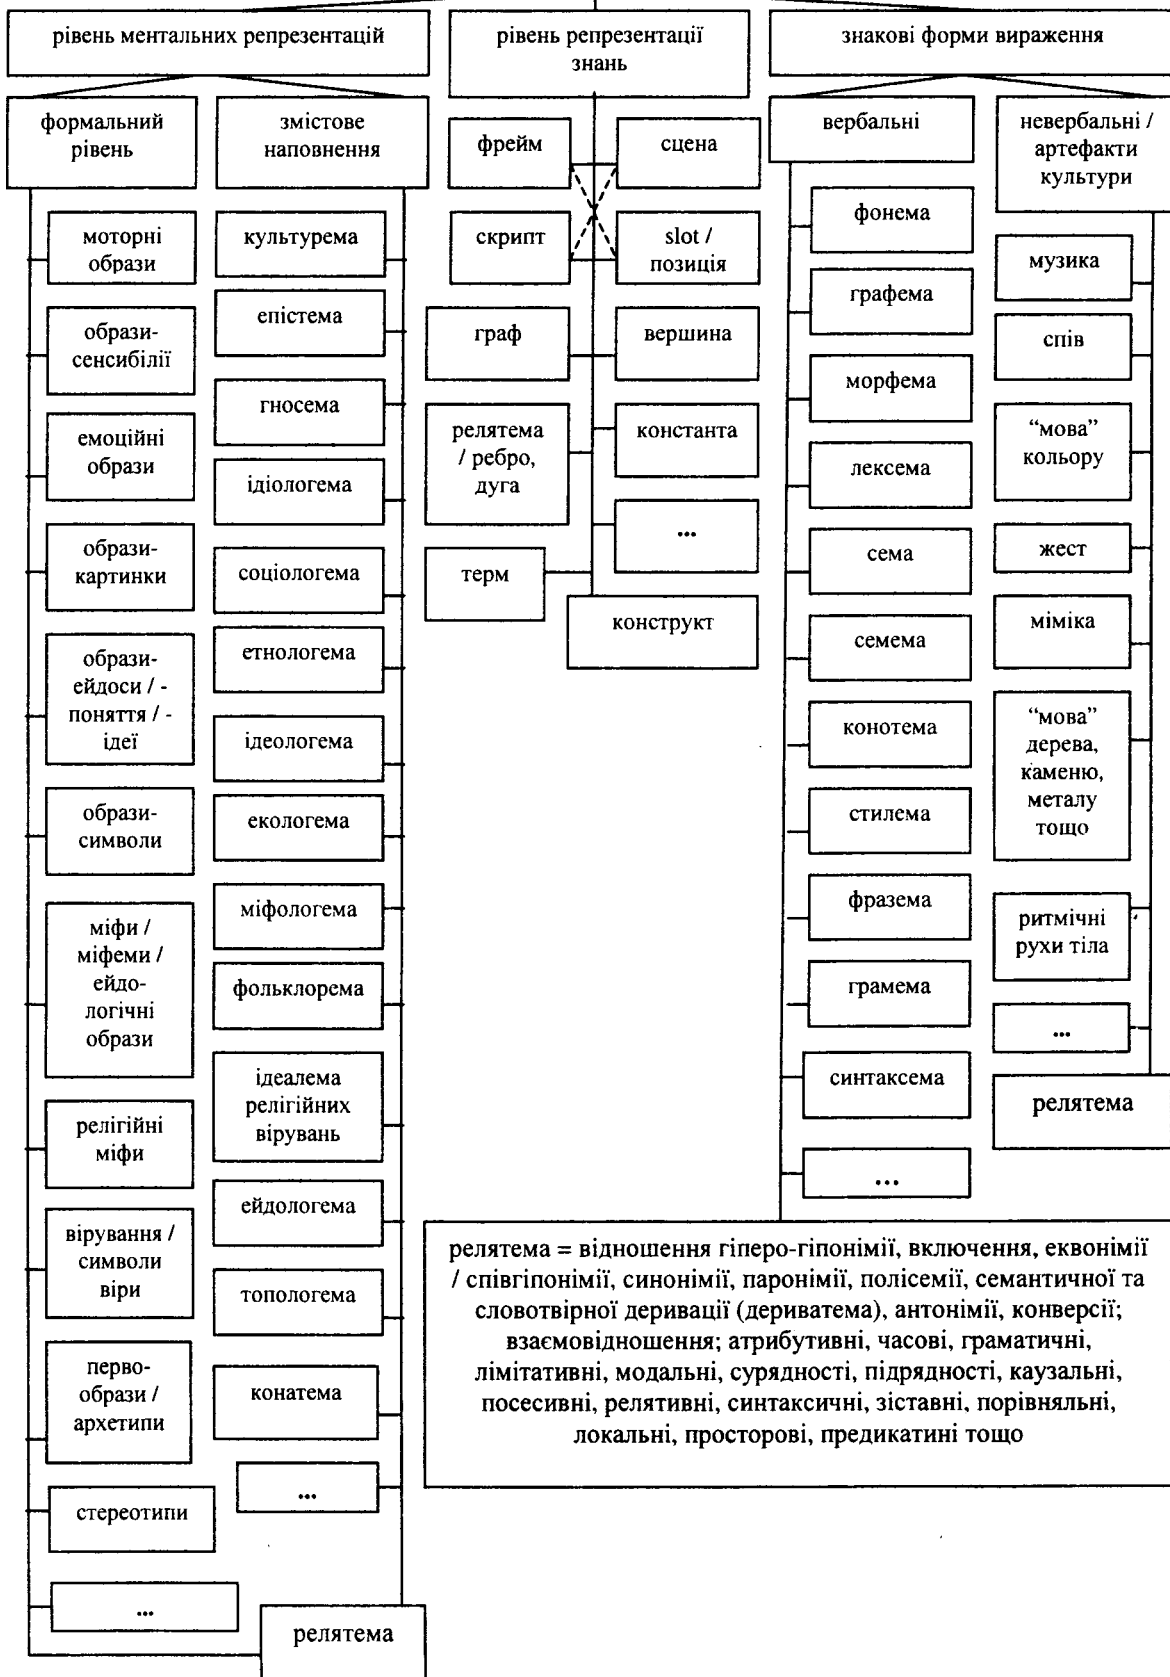 рівень ментальних репрезентацій
рівень репрезентації
знань
знакові форми вираження
формальний
рівень
змістове
наповнення
фрейм
сцена
вербальні
невербальні /
артефакти
культури
моторні
образи
образи-
сенсибілії
емоційні
образи
образи-
картинки
образи-
ейдоси / -
поняття / -
ідеї
образи-
символи
міфи /
міфеми /
ейдо-
логічні
образи
релігійні
міфи
вірування /
символи
віри
перво-
образи /
архетипи
стереотипи
...
культурема
епістема
гносема
ідіологема
соціологема
етнологема
ідеологема
екологема
міфологема
фольклорема
ідеалема
релігійних
вірувань
ейдологема
топологема
конатема
...
релятема
скрипт
slot /
позиція
граф
вершина
релятема
/ ребро,
дуга
константа
...
терм
конструкт
фонема
графема
морфема
лексема
сема
семема
конотема
стилема
фразема
грамема
синтаксема
...
музика
спів
“мова”
кольору
жест
міміка
“мова”
дерева,
каменю,
металу
тощо
ритмічні
рухи тіла
...
релятема
релятема = відношення гіперо-гіпонімії, включення, еквонімії
/ співгіпонімії, синонімії, паронімії, полісемії, семантичної та
словотвірної деривації (дериватема), антонімії, конверсії;
взаємовідношення; атрибутивні, часові, граматичні,
лімітативні, модальні, сурядності, підрядності, каузальні,
посесивні, релятивні, синтаксичні, зіставні, порівняльні,
локальні, просторові, предикатині тощо